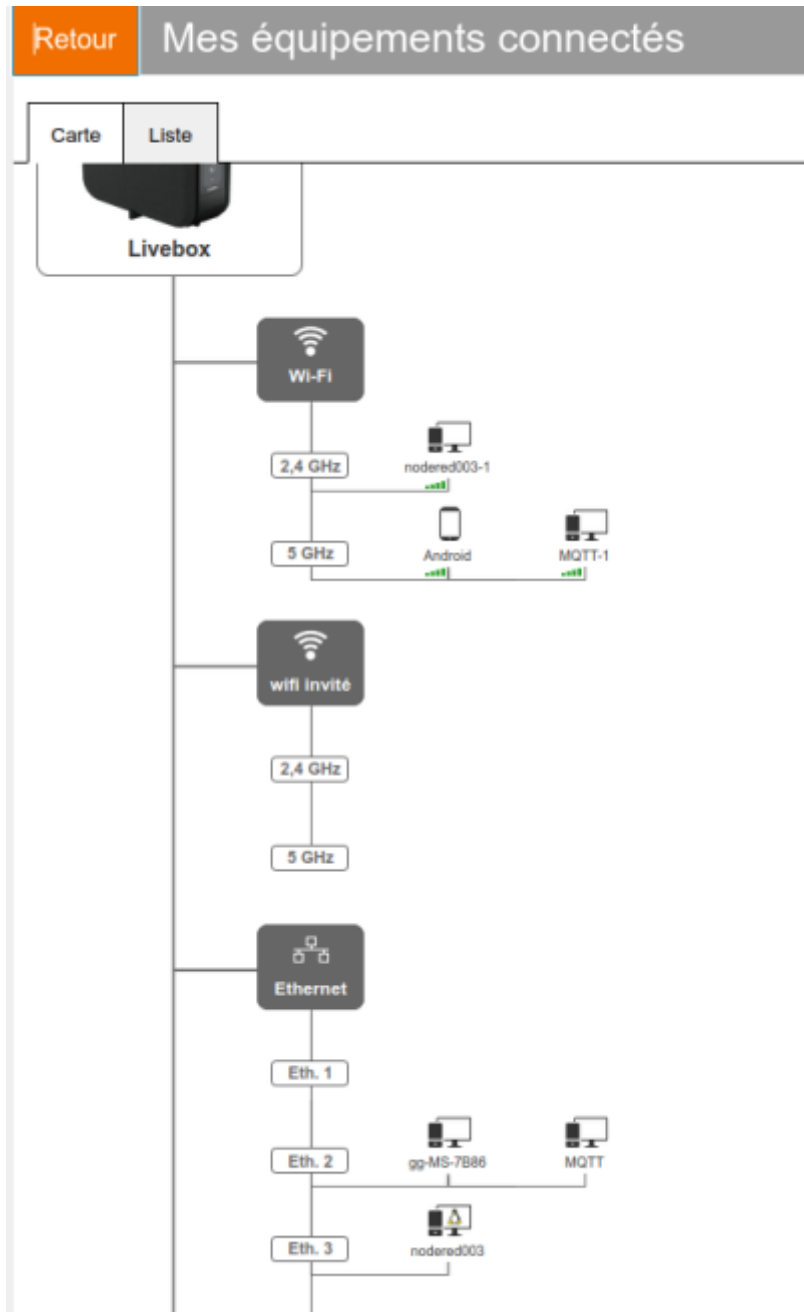 Retour Mes équipements connectés
Carte Liste
Livebox
Wi-Fi
2,4 GHz nodered003-1
5 GHz Android MQTT-1
wifi invité
2,4 GHz
5 GHz
Ethernet
Eth. 1
Eth. 2 gg-MS-7B86 MQTT
Eth. 3 nodered003